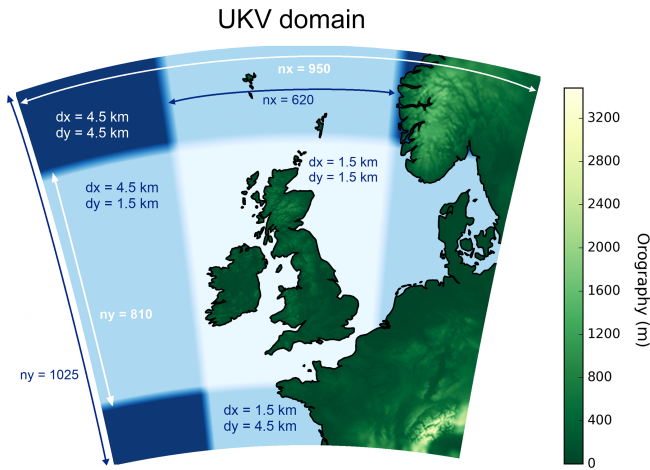 UKV domain
nx = 950
nx = 620
dx = 4.5 km
dy = 4.5 km
dx = 1.5 km
dy = 1.5 km
dx = 4.5 km
dy = 1.5 km
ny = 810
ny = 1025
dx = 1.5 km
dy = 4.5 km
3200
2800
2400
2000
1600
1200
800
400
0
Orography (m)